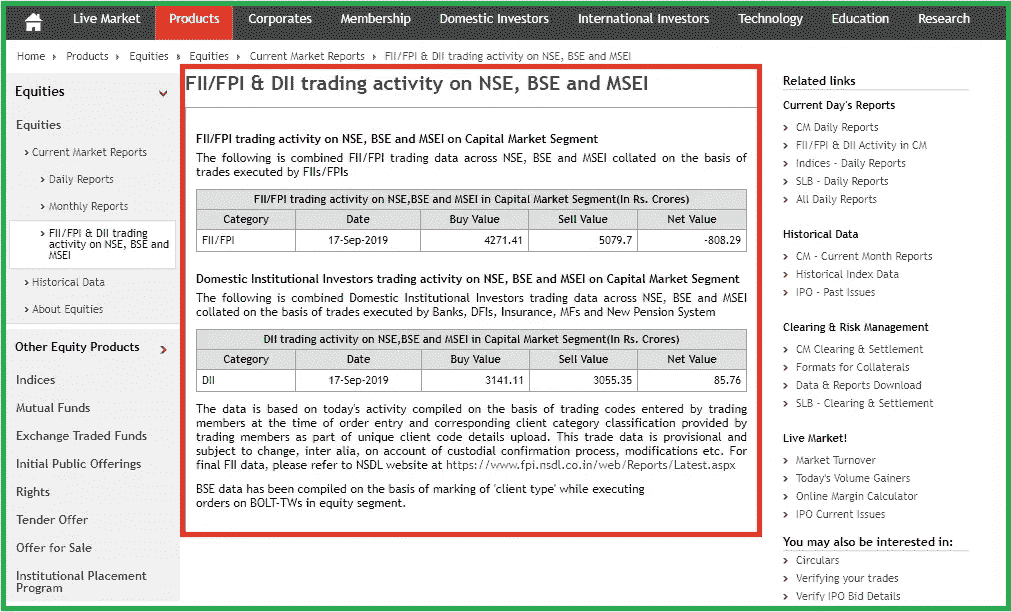 Live Market Products Corporates Membership Domestic Investors International Investors Technology Education Research
Home › Products › Equities › Equities › Current Market Reports › FII/FPI & DII trading activity on NSE, BSE and MSEI
Equities
Equities
› Current Market Reports
› Daily Reports
› Monthly Reports
› FII/FPI & DII trading
activity on NSE, BSE and
MSEI
› Historical Data
› About Equities
Other Equity Products ›
Indices
Mutual Funds
Exchange Traded Funds
Initial Public Offerings
Rights
Tender Offer
Offer for Sale
Institutional Placement
Program
FII/FPI & DII trading activity on NSE, BSE and MSEI
FII/FPI trading activity on NSE, BSE and MSEI on Capital Market Segment
The following is combined FII/FPI trading data across NSE, BSE and MSEI collated on the basis of
trades executed by FIIs/FPIs
FII/FPI trading activity on NSE,BSE and MSEI in Capital Market Segment(In Rs. Crores)
Category Date Buy Value Sell Value Net Value
FII/FPI 17-Sep-2019 4271.41 5079.7 -808.29
Domestic Institutional Investors trading activity on NSE, BSE and MSEI on Capital Market Segment
The following is combined Domestic Institutional Investors trading data across NSE, BSE and MSEI
collated on the basis of trades executed by Banks, DFIs, Insurance, MFs and New Pension System
DII trading activity on NSE,BSE and MSEI in Capital Market Segment(In Rs. Crores)
Category Date Buy Value Sell Value Net Value
DII 17-Sep-2019 3141.11 3055.35 85.76
The data is based on today's activity compiled on the basis of trading codes entered by trading
members at the time of order entry and corresponding client category classification provided by
trading members as part of unique client code details upload. This trade data is provisional and
subject to change, inter alia, on account of custodial confirmation process, modifications etc. For
final FII data, please refer to NSDL website at https://www.fpi.nsdl.co.in/web/Reports/Latest.aspx
BSE data has been compiled on the basis of marking of 'client type' while executing
orders on BOLT-TWs in equity segment.
Related links
Current Day's Reports
› CM Daily Reports
› FII/FPI & DII Activity in CM
› Indices - Daily Reports
› SLB - Daily Reports
› All Daily Reports
Historical Data
› CM - Current Month Reports
› Historical Index Data
› IPO - Past Issues
Clearing & Risk Management
› CM Clearing & Settlement
› Formats for Collaterals
› Data & Reports Download
› SLB - Clearing & Settlement
Live Market!
› Market Turnover
› Today's Volume Gainers
› Online Margin Calculator
› IPO Current Issues
You may also be interested in:
› Circulars
› Verifying your trades
› Verify IPO Bid Details